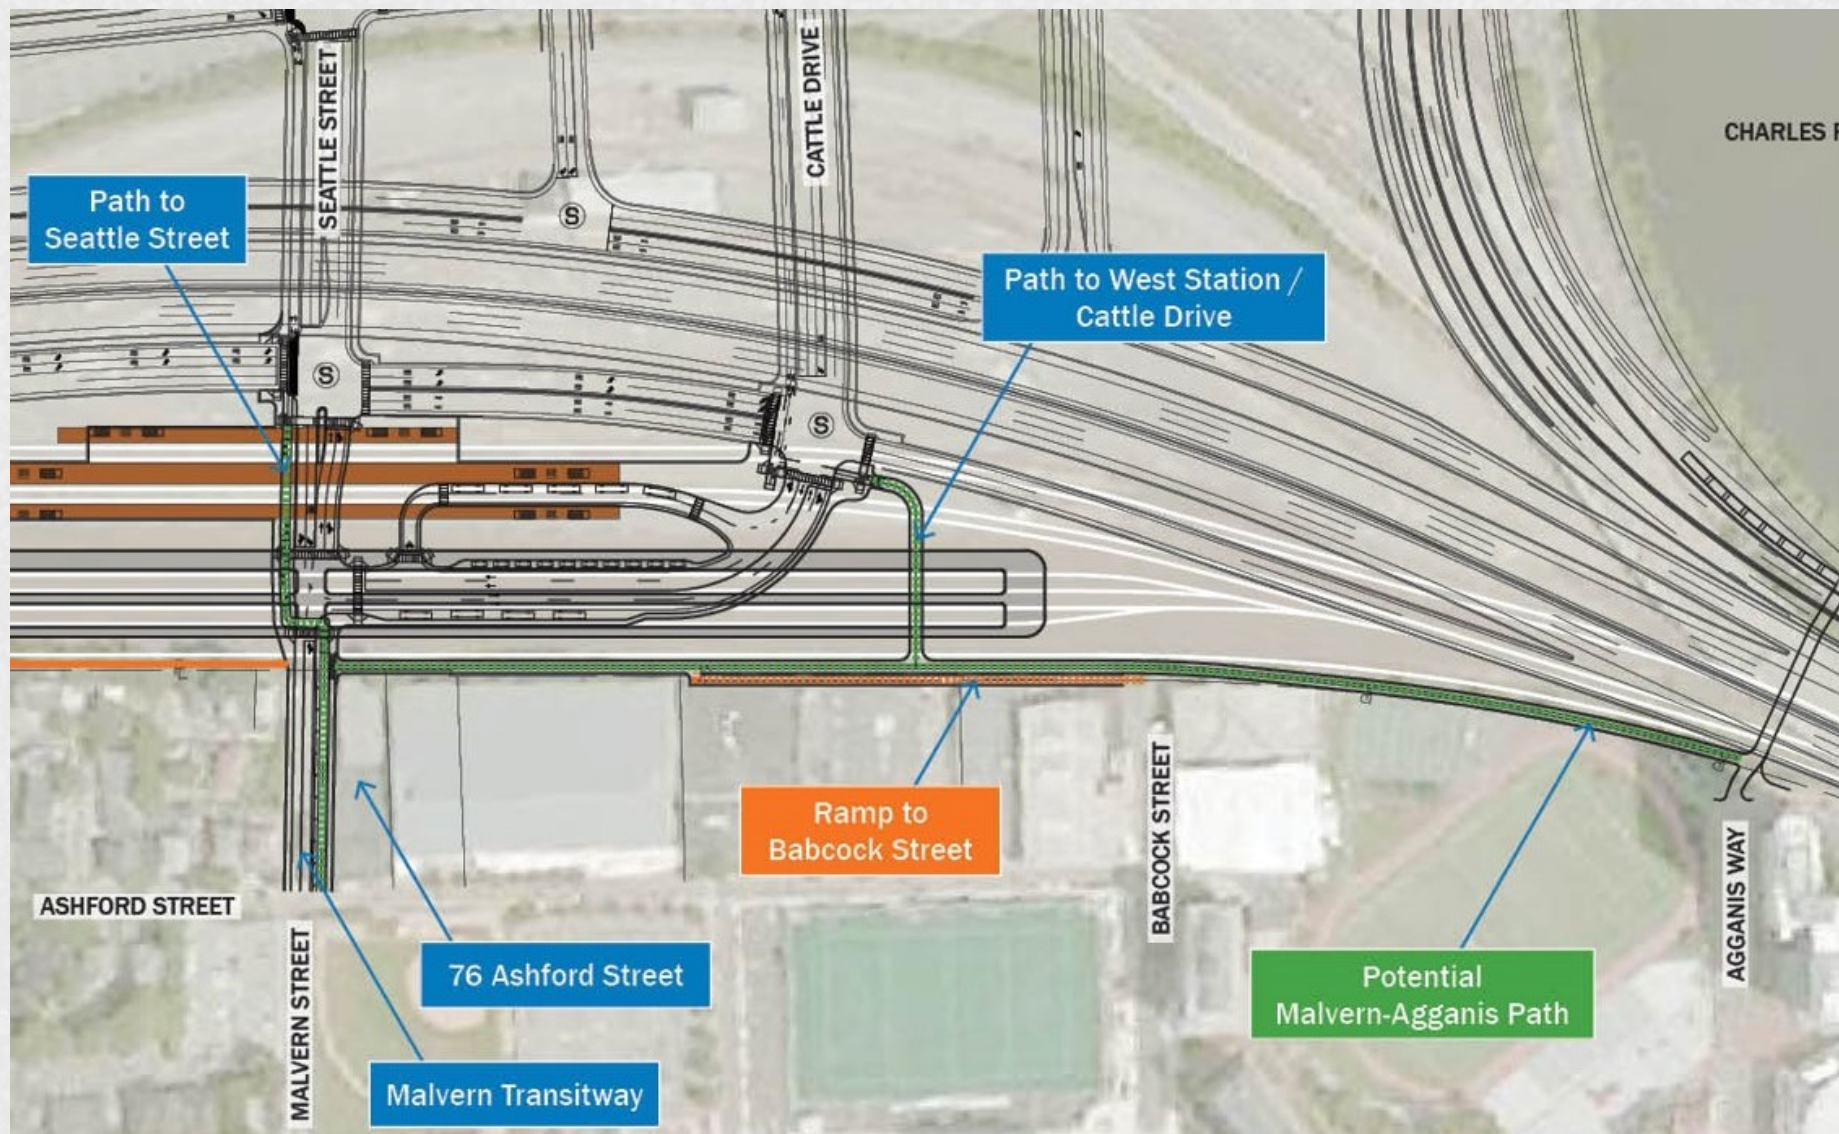 SEATTLE STREET
CATTLE DRIVE
CHARLES
Path to
Seattle Street
S
Path to West Station /
Cattle Drive
S
S
Ramp to
Babcock Street
BABCOCK STREET
AGGANIS WAY
ASHFORD STREET
MALVERN STREET
76 Ashford Street
Potential
Malvern-Agganis Path
Malvern Transitway